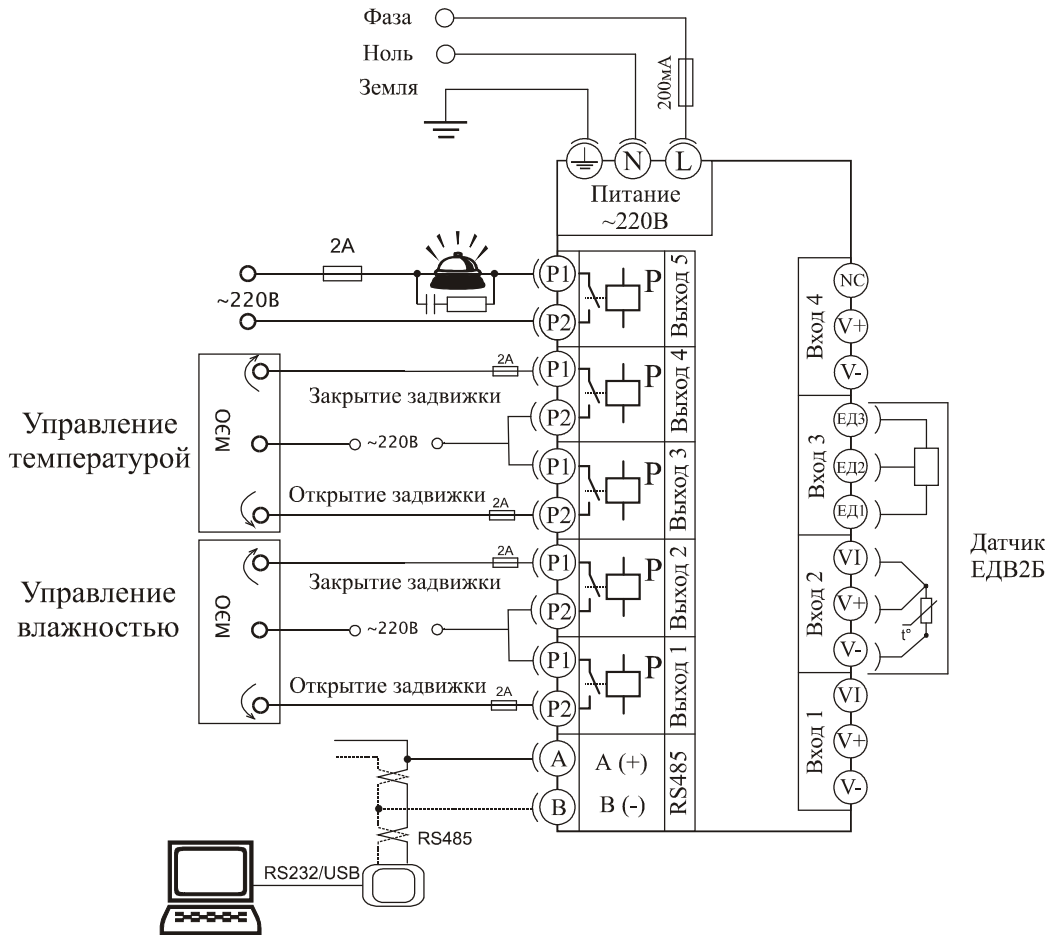 Фаза
Ноль
Земля
200мА
N
L
Питание
~220В
2А
~220В
P1
P2
Р
Выход 5
NC
V+
V-
Вход 4
Управление
температурой
МЭО
2А
Закрытие задвижки
~220В
Открытие задвижки
2А
P1
P2
Р
Выход 4
P1
P2
Р
Выход 3
ЕД3
ЕД2
ЕД1
Вход 3
Датчик
ЕДВ2Б
Управление
влажностью
МЭО
2А
Закрытие задвижки
~220В
Открытие задвижки
2А
P1
P2
Р
Выход 2
P1
P2
Р
Выход 1
VI
V+
V-
Вход 2
t°
VI
V+
V-
Вход 1
A
B
А (+)
В (-)
RS485
RS485
RS232/USB